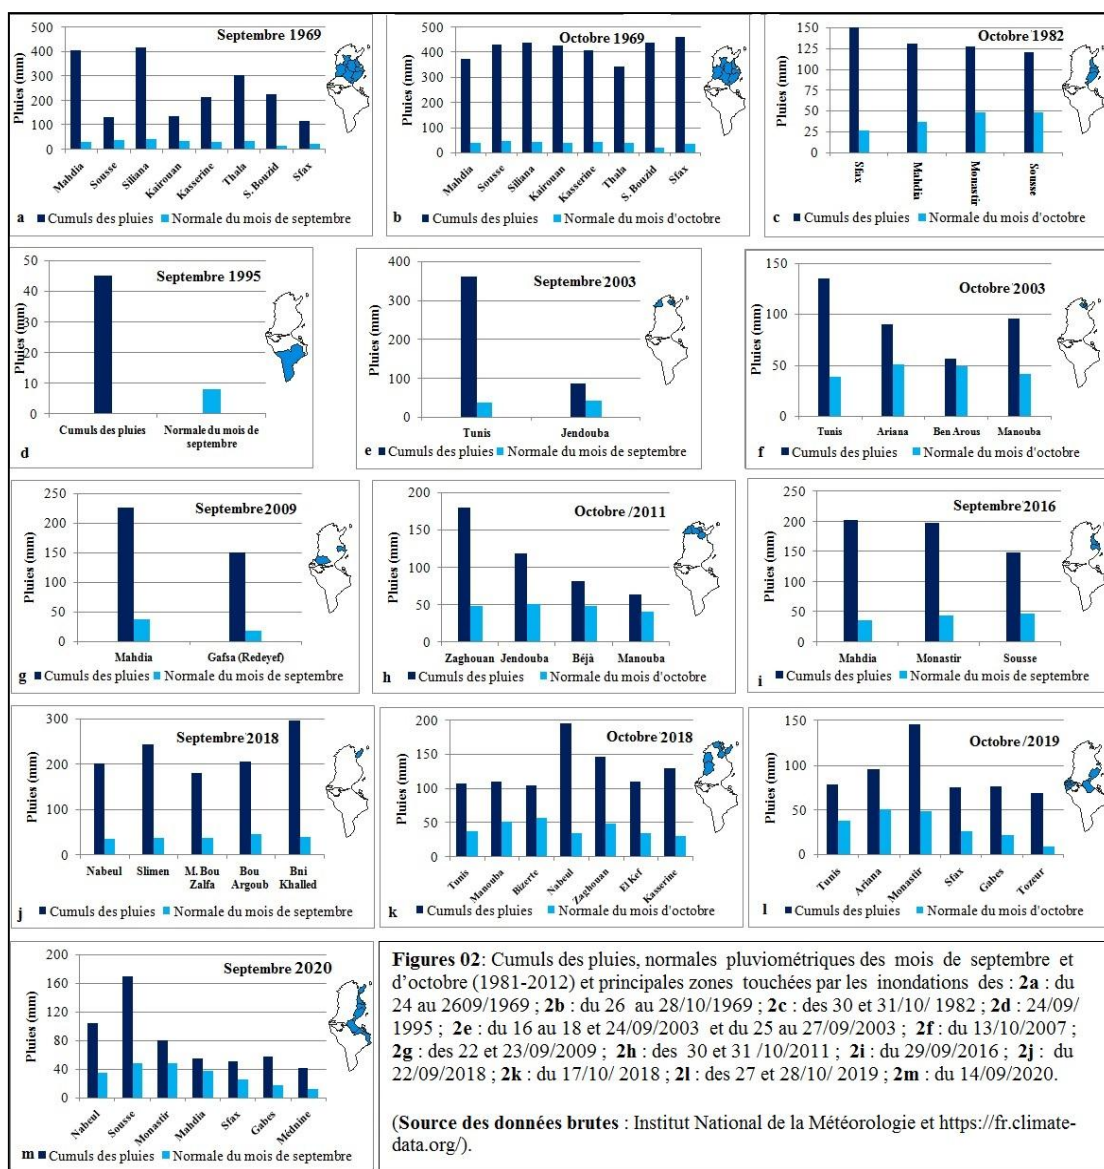 Septembre 1969
Pluies (mm)
500
400
300
200
100
0
Mahdia Sousse Siliana Kairouan Kasserine Thala S. Bouzid Sfax
a Cumuls des pluies Normale du mois de septembre
Octobre 1969
500
400
300
200
100
0
Mahdia Sousse Siliana Kairouan Kasserine Thala S. Bouzid Sfax
b Cumuls des pluies Normale du mois d'octobre
Octobre 1982
Pluies (mm)
150
125
100
75
50
25
0
Sfax Mahdia Monastir Sousse
c Cumuls des pluies Normale du mois d'octobre
Septembre 1995
Pluies (mm)
50
40
30
20
10
0
Cumuls des pluies Normale du mois de
septembre
d
Septembre 2003
Pluies (mm)
400
300
200
100
0
Tunis Jendouba
e Cumuls des pluies Normale du mois de septembre
Octobre 2003
Pluies (mm)
150
100
50
0
Tunis Ariana Ben Arous Manouba
f Cumuls des pluies Normale du mois d'octobre
Septembre 2009
Pluies (mm)
250
200
150
100
50
0
Mahdia Gafsa (Redeyef)
g Cumuls des pluies Normale du mois de septembre
Octobre /2011
Pluies (mm)
200
150
100
50
0
Zaghouan Jendouba Béjà Manouba
h Cumuls des pluies Normale du mois d'octobre
Septembre 2016
Pluies (mm)
250
200
150
100
50
0
Mahdia Monastir Sousse
i Cumuls des pluies Normale du mois de septembre
Septembre 2018
Pluies (mm)
300
200
100
0
Nabeul Slimen M. Bou Bou Bni
Zalfa Argoub Khalled
j Cumuls des pluies Normale du mois de septembre
Octobre 2018
Pluies (mm)
200
150
100
50
0
Tunis Manouba Bizerte Nabeul Zaghouan El Kef Kasserine
k Cumuls des pluies Normale du mois d'octobre
Octobre /2019
Pluies (mm)
150
100
50
0
Tunis Ariana Monastir Sfax Gabes Tozeur
l Cumuls des pluies Normale du mois d'octobre
Septembre 2020
Pluies (mm)
200
160
120
80
40
0
Nabeul Sousse Monastir Mahdia Sfax Gabes Médnine
m Cumuls des pluies Normale du mois de septembre
Figures 02: Cumuls des pluies, normales pluviométriques des mois de septembre et
d'octobre (1981-2012) et principales zones touchées par les inondations des : 2a : du
24 au 2609/1969 ; 2b : du 26 au 28/10/1969 ; 2c : des 30 et 31/10/ 1982 ; 2d : 24/09/
1995 ; 2e : du 16 au 18 et 24/09/2003 et du 25 au 27/09/2003 ; 2f : du 13/10/2007 ;
2g : des 22 et 23/09/2009 ; 2h : des 30 et 31 /10/2011 ; 2i : du 29/09/2016 ; 2j : du
22/09/2018 ; 2k : du 17/10/ 2018 ; 2l : des 27 et 28/10/ 2019 ; 2m : du 14/09/2020.
(Source des données brutes : Institut National de la Météorologie et https://fr.climate-
data.org/).